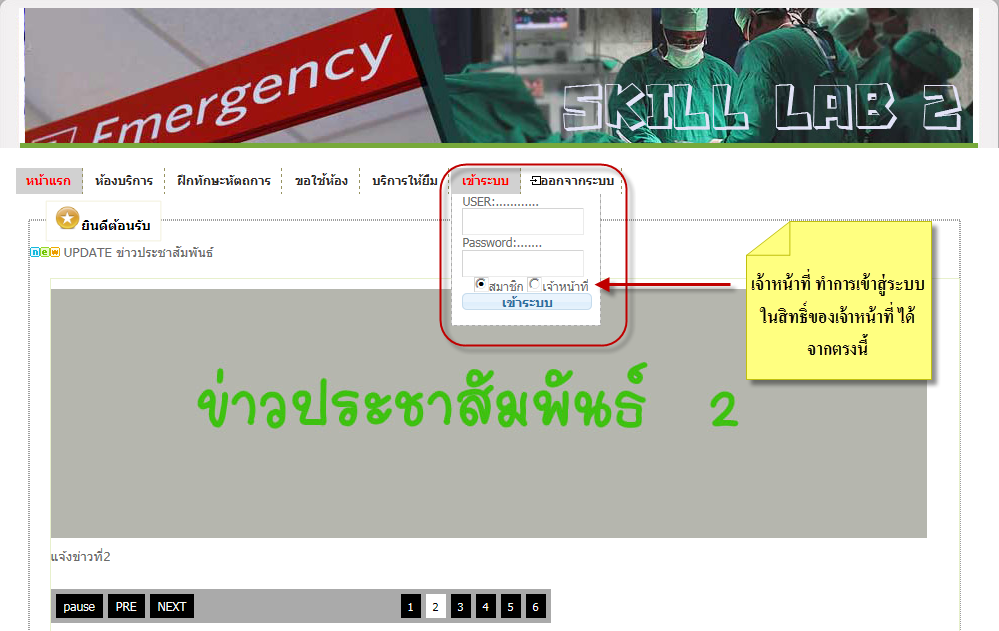 Emergency
SKILL LAB 2
หน้าแรก ห้องบริการ ฝึกทักษะหัตถการ ขอใช้ห้อง บริการให้ยืม เข้าระบบ ออกจากระบบ
USER:............
Password:.......
สมาชิก เจ้าหน้าที่
เข้าระบบ
ยินดีต้อนรับ
new UPDATE ข่าวประชาสัมพันธ์
เจ้าหน้าที่ ทำการเข้าสู่ระบบ
ในสิทธิ์ของเจ้าหน้าที่ ได้
จากตรงนี้
ข่าวประชาสัมพันธ์ 2
แจ้งข่าวที่2
pause PRE NEXT 1 2 3 4 5 6